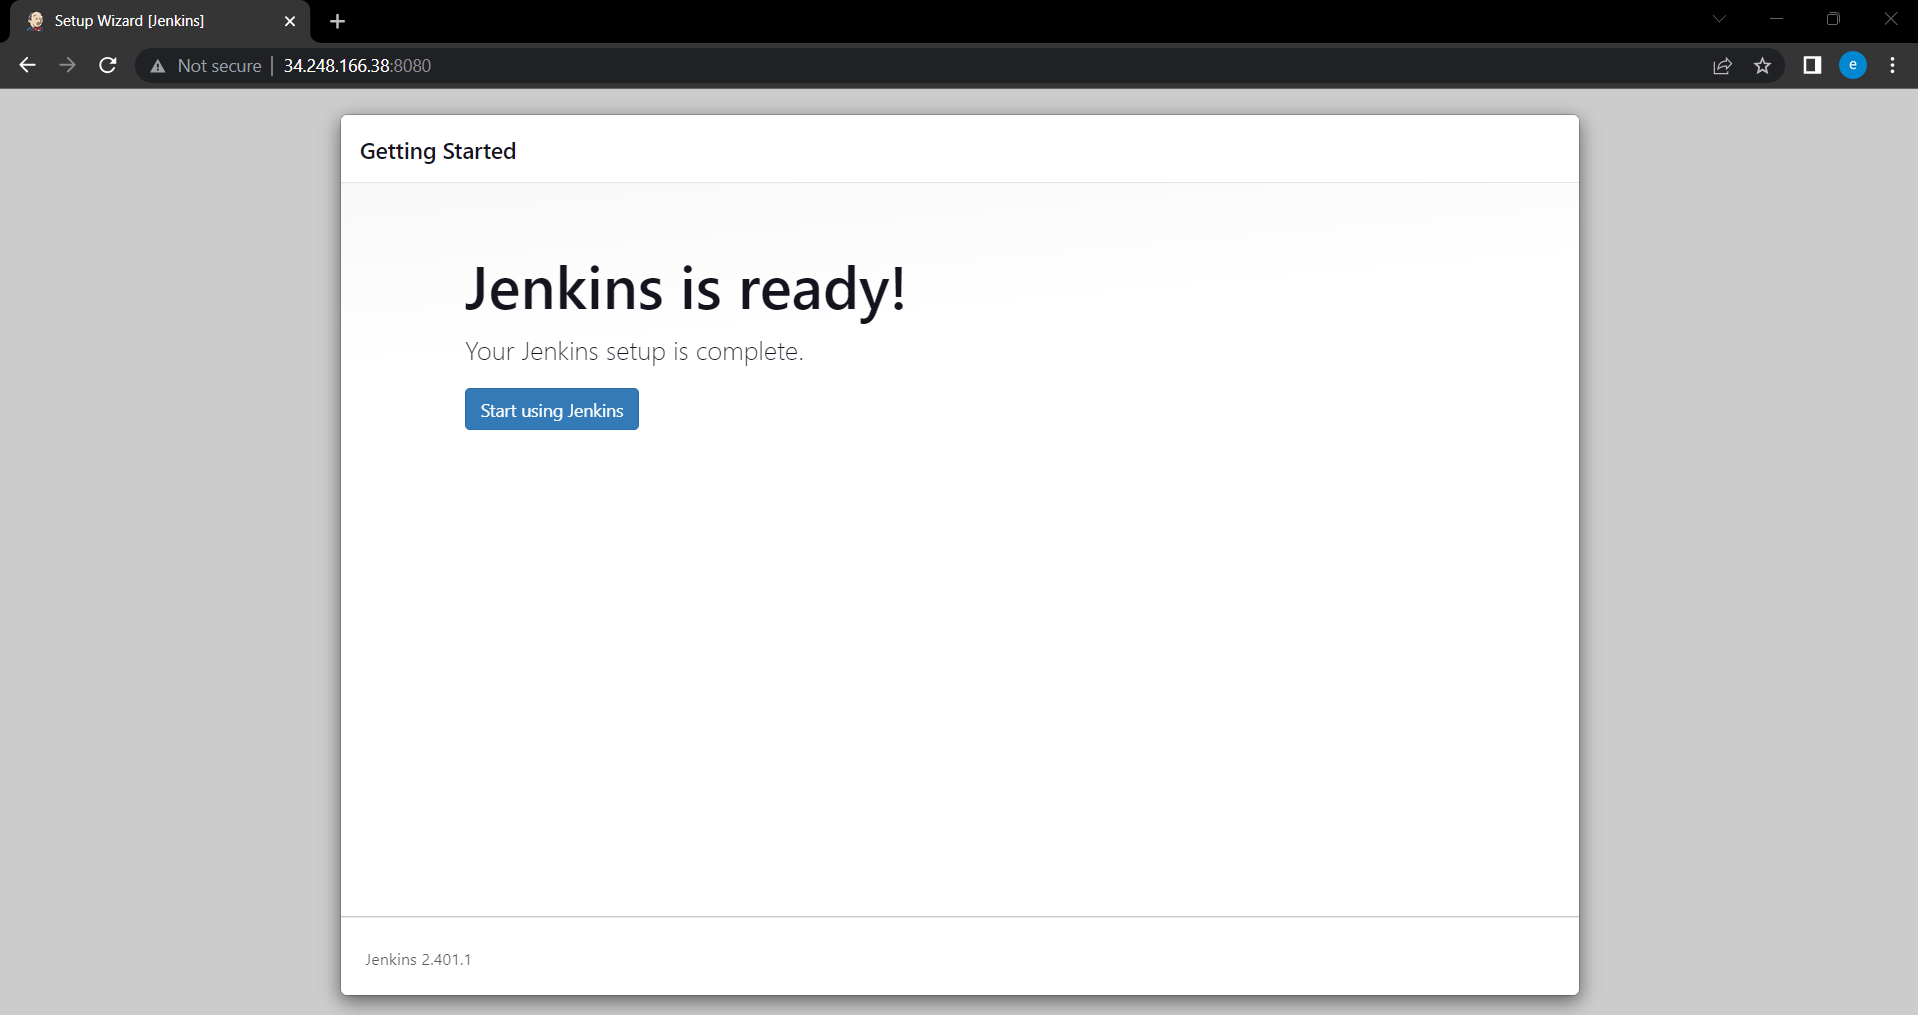 Setup Wizard [Jenkins]
Not secure | 34.248.166.38:8080
e
Getting Started
Jenkins is ready!
Your Jenkins setup is complete.
Start using Jenkins
Jenkins 2.401.1